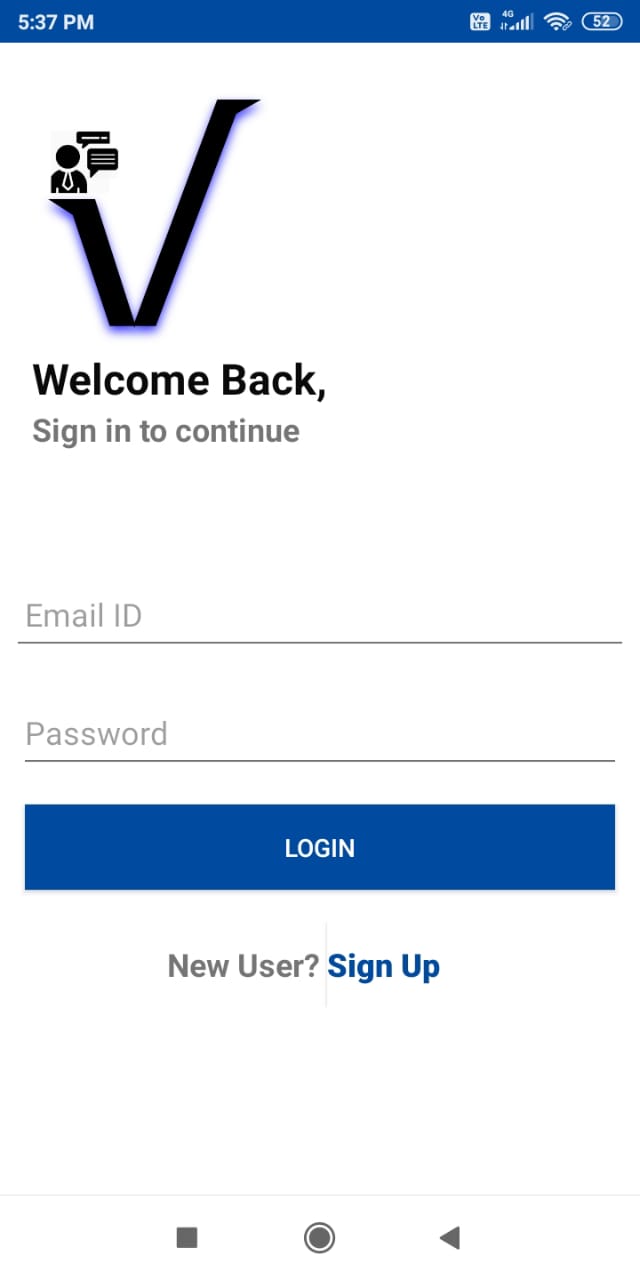 5:37 PM Vo LTE 4G 52
V
Welcome Back,
Sign in to continue
Email ID
Password
LOGIN
New User? Sign Up